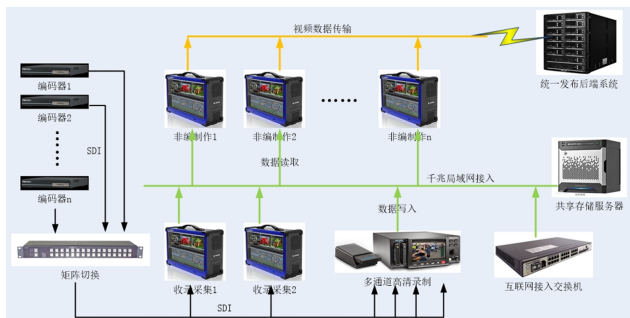 视频数据传输
统一发布后端系统
编码器1
编码器2
SDI
编码器n
非编制作1
非编制作2
非编制作n
数据读取
千兆局域网接入
共享存储服务器
数据写入
矩阵切换
收录采集1
收录采集2
多通道高清录制
互联网接入交换机
SDI